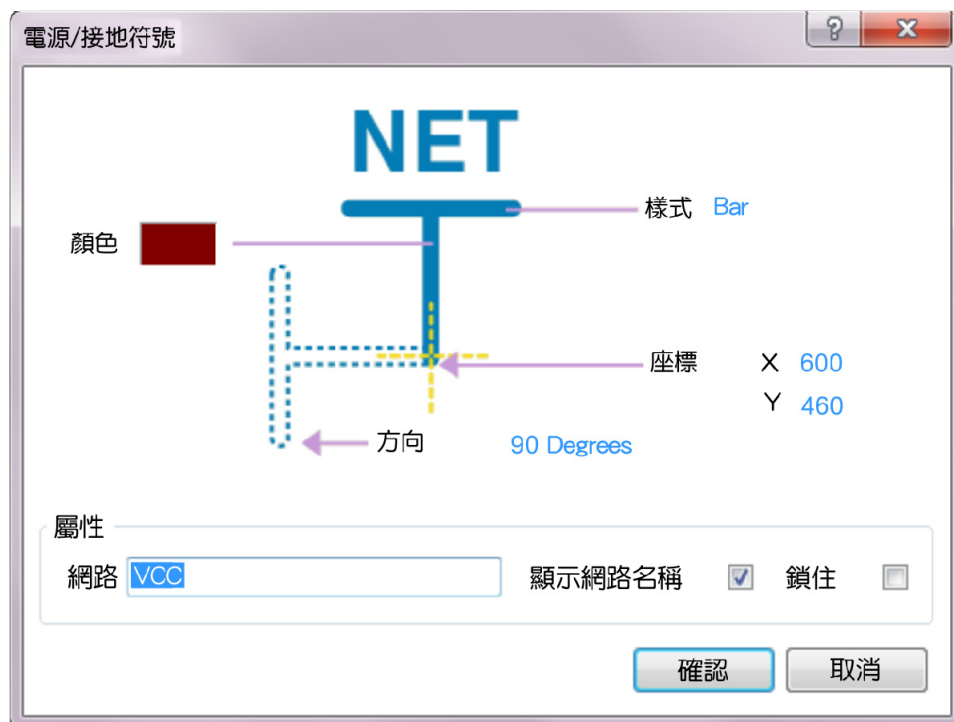 電源/接地符號
NET
樣式 Bar
顏色
座標 X 600
Y 460
方向 90 Degrees
屬性
網路 VCC 顯示網路名稱 鎖住
確認 取消